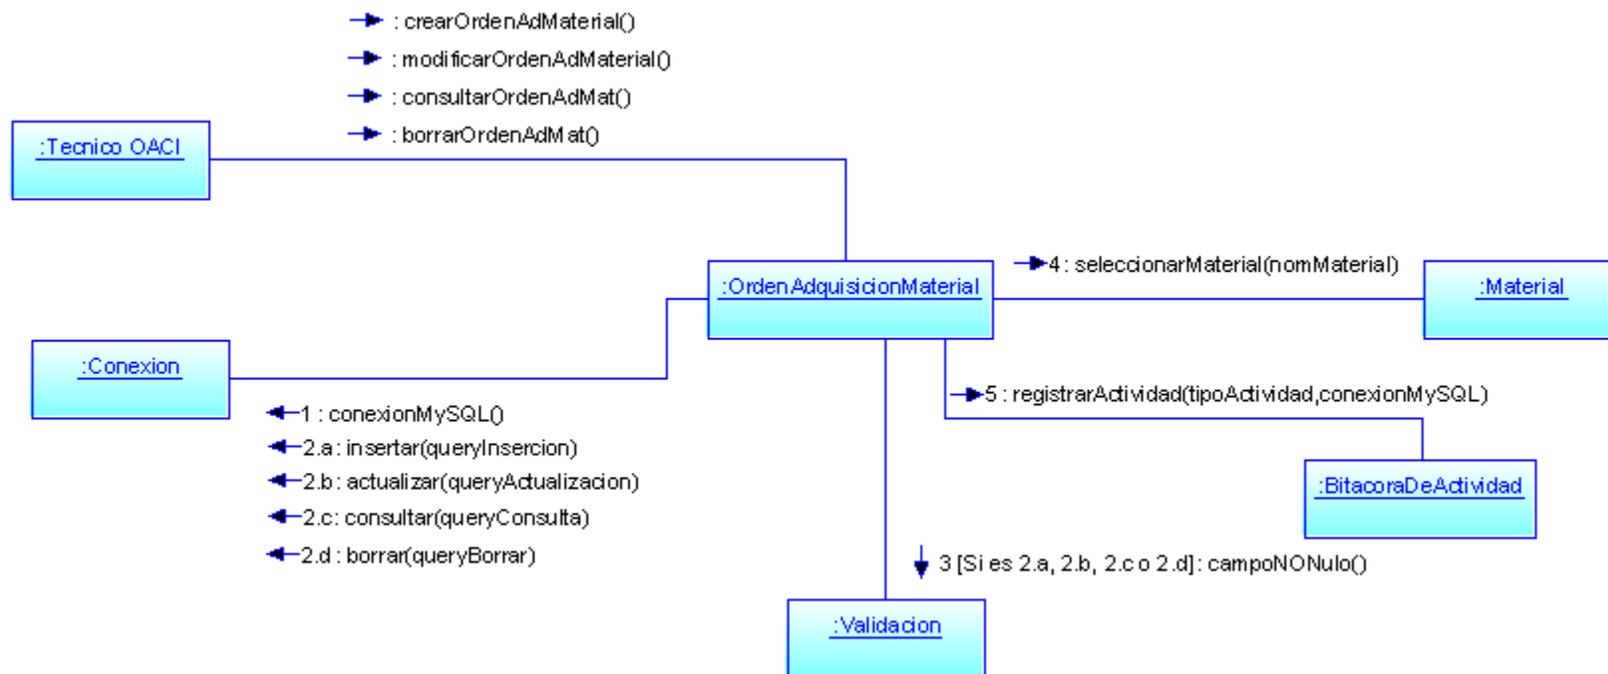 : crearOrdenAdMaterial()
: modificarOrdenAdMaterial()
: consultarOrdenAdMat()
: borrarOrdenAdMat()
:Tecnico OACI
:OrdenAdquisicionMaterial
4 : seleccionarMaterial(nomMaterial)
:Material
:Conexion
1 : conexionMySQL()
2.a : insertar(queryInsercion)
2.b : actualizar(queryActualizacion)
2.c : consultar(queryConsulta)
2.d : borrar(queryBorrar)
5 : registrarActividad(tipoActividad,conexionMySQL)
:BitacoraDeActividad
3 [Si es 2.a, 2.b, 2.c o 2.d] : campoNONulo()
:Validacion